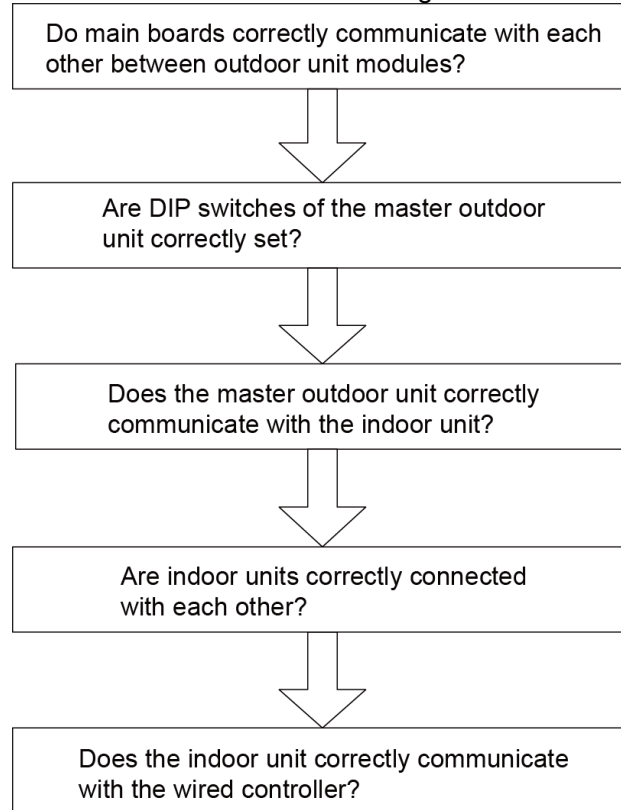 Do main boards correctly communicate with each
other between outdoor unit modules?
Are DIP switches of the master outdoor
unit correctly set?
Does the master outdoor unit correctly
communicate with the indoor unit?
Are indoor units correctly connected
with each other?
Does the indoor unit correctly communicate
with the wired controller?